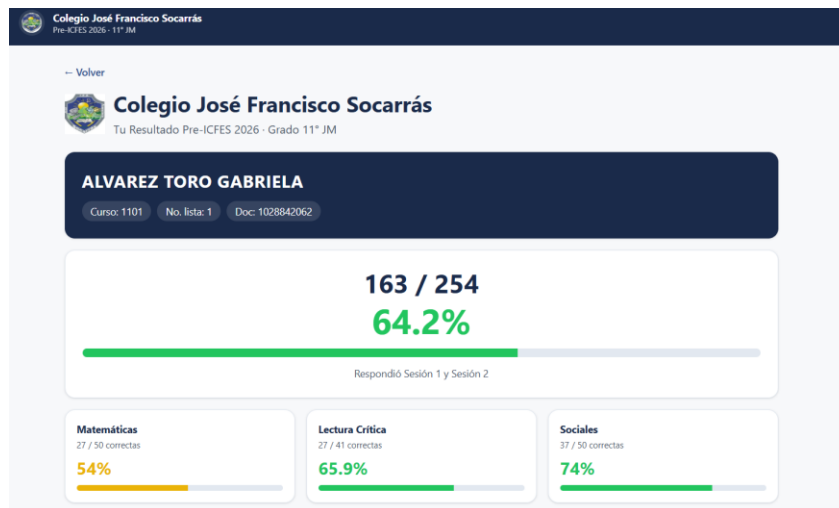 Colegio José Francisco Socarrás
Pre-ICFES 2026 · 11° JM
← Volver
Colegio José Francisco Socarrás
Tu Resultado Pre-ICFES 2026 · Grado 11° JM
ALVAREZ TORO GABRIELA
Curso: 1101 No. lista: 1 Doc: 1028842062
163 / 254
64.2%
Respondió Sesión 1 y Sesión 2
Matemáticas
27 / 50 correctas
54%
Lectura Crítica
27 / 41 correctas
65.9%
Sociales
37 / 50 correctas
74%